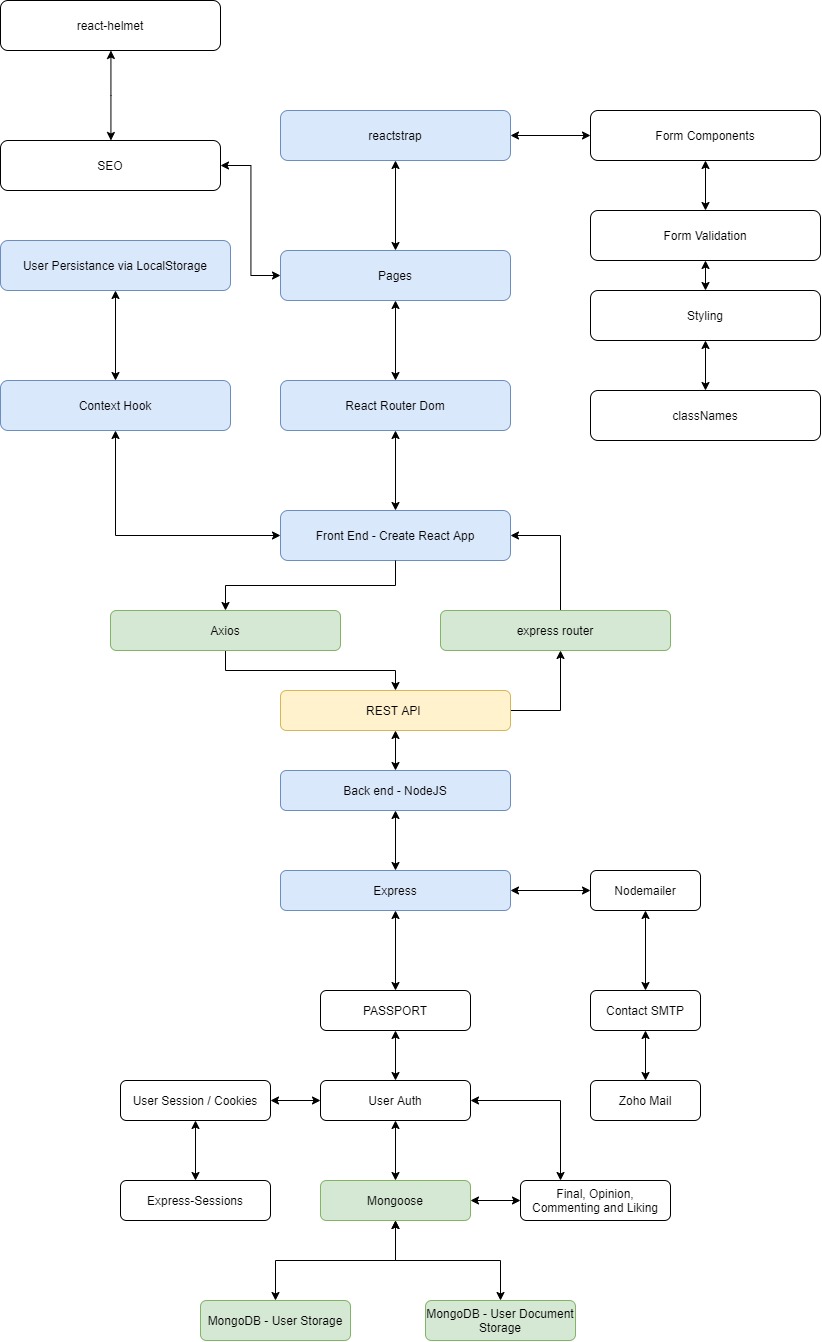 react-helmet
reactstrap
Form Components
SEO
Form Validation
User Persistance via LocalStorage
Pages
Styling
Context Hook
React Router Dom
classNames
Front End - Create React App
Axios
express router
REST API
Back end - NodeJS
Express
Nodemailer
PASSPORT
Contact SMTP
User Session / Cookies
User Auth
Zoho Mail
Express-Sessions
Mongoose
Final, Opinion,
Commenting and Liking
MongoDB - User Storage
MongoDB - User Document
Storage